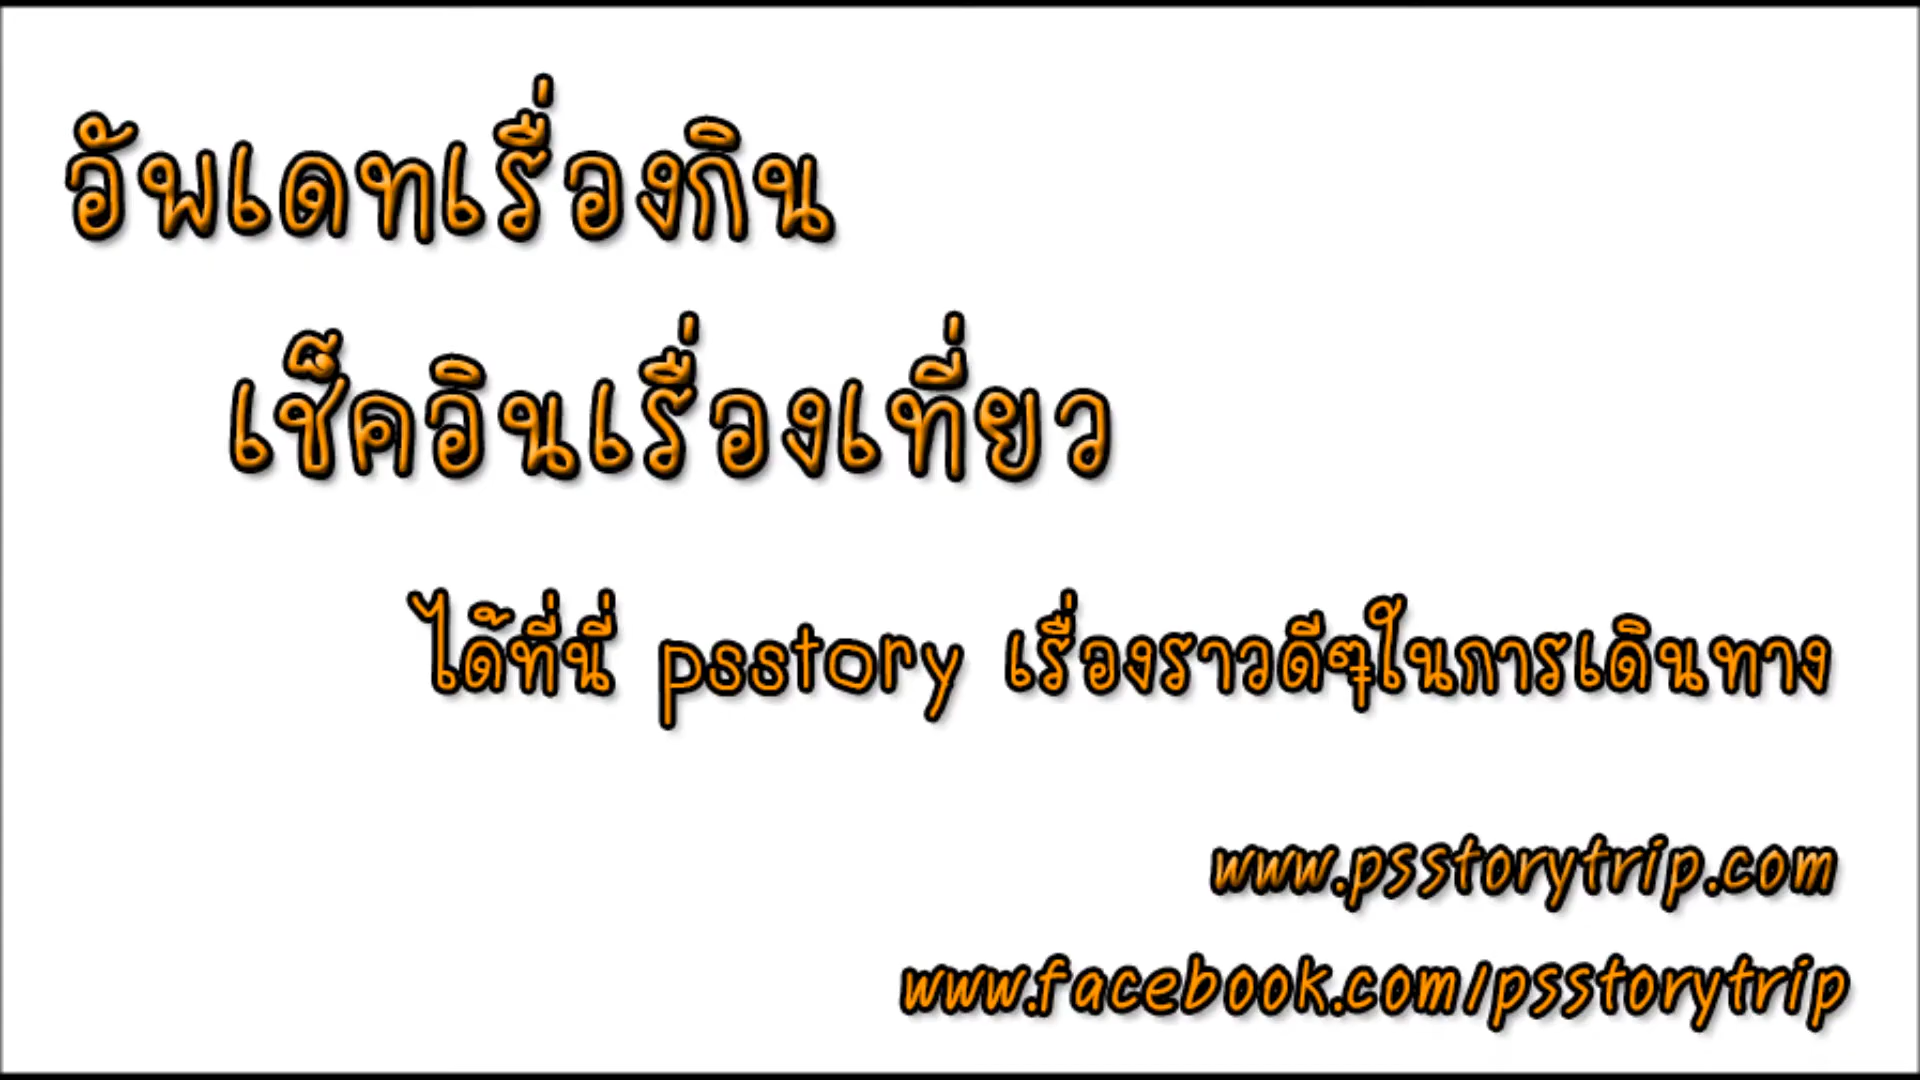 อัพเดทเรื่องกิน
เช็คอินเรื่องเที่ยว
ได้ที่นี่ psstory เรื่องราวดีๆในการเดินทาง
www.psstorytrip.com
www.facebook.com/psstorytrip